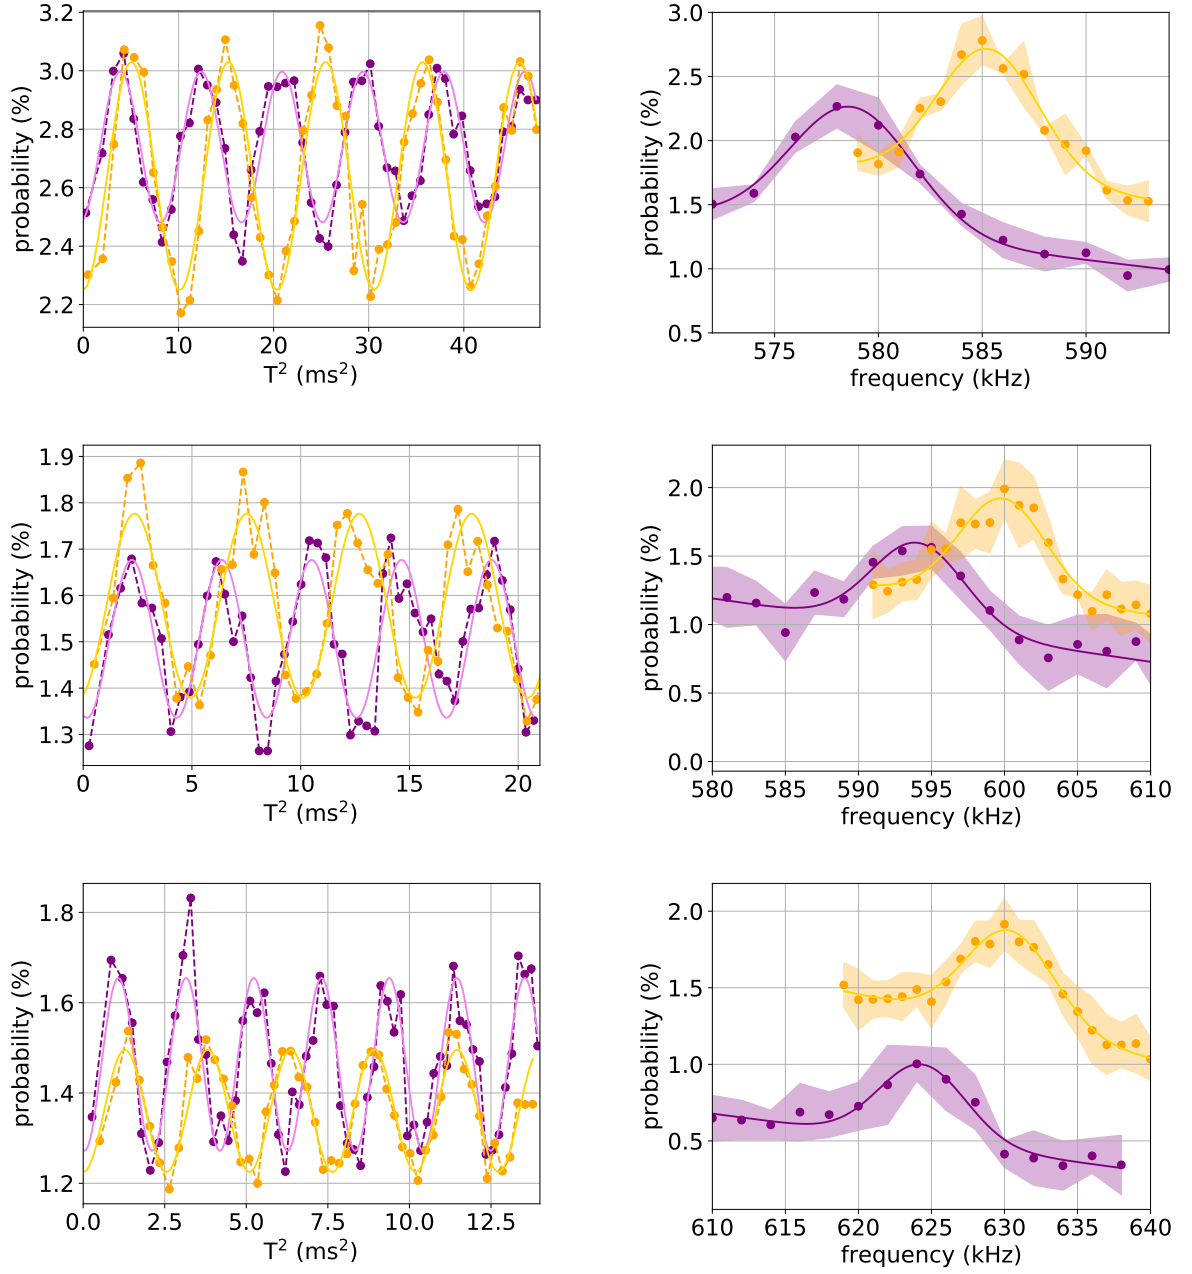 3.2
3.0
2.8
2.6
2.4
2.2
probability (%)
0 10 20 30 40
T² (ms²)
3.0
2.5
2.0
1.5
1.0
0.5
probability (%)
575 580 585 590
frequency (kHz)
1.9
1.8
1.7
1.6
1.5
1.4
1.3
probability (%)
0 5 10 15 20
T² (ms²)
2.0
1.5
1.0
0.5
0.0
probability (%)
580 585 590 595 600 605 610
frequency (kHz)
1.8
1.6
1.4
1.2
probability (%)
0.0 2.5 5.0 7.5 10.0 12.5
T² (ms²)
2.0
1.5
1.0
0.5
probability (%)
610 615 620 625 630 635 640
frequency (kHz)